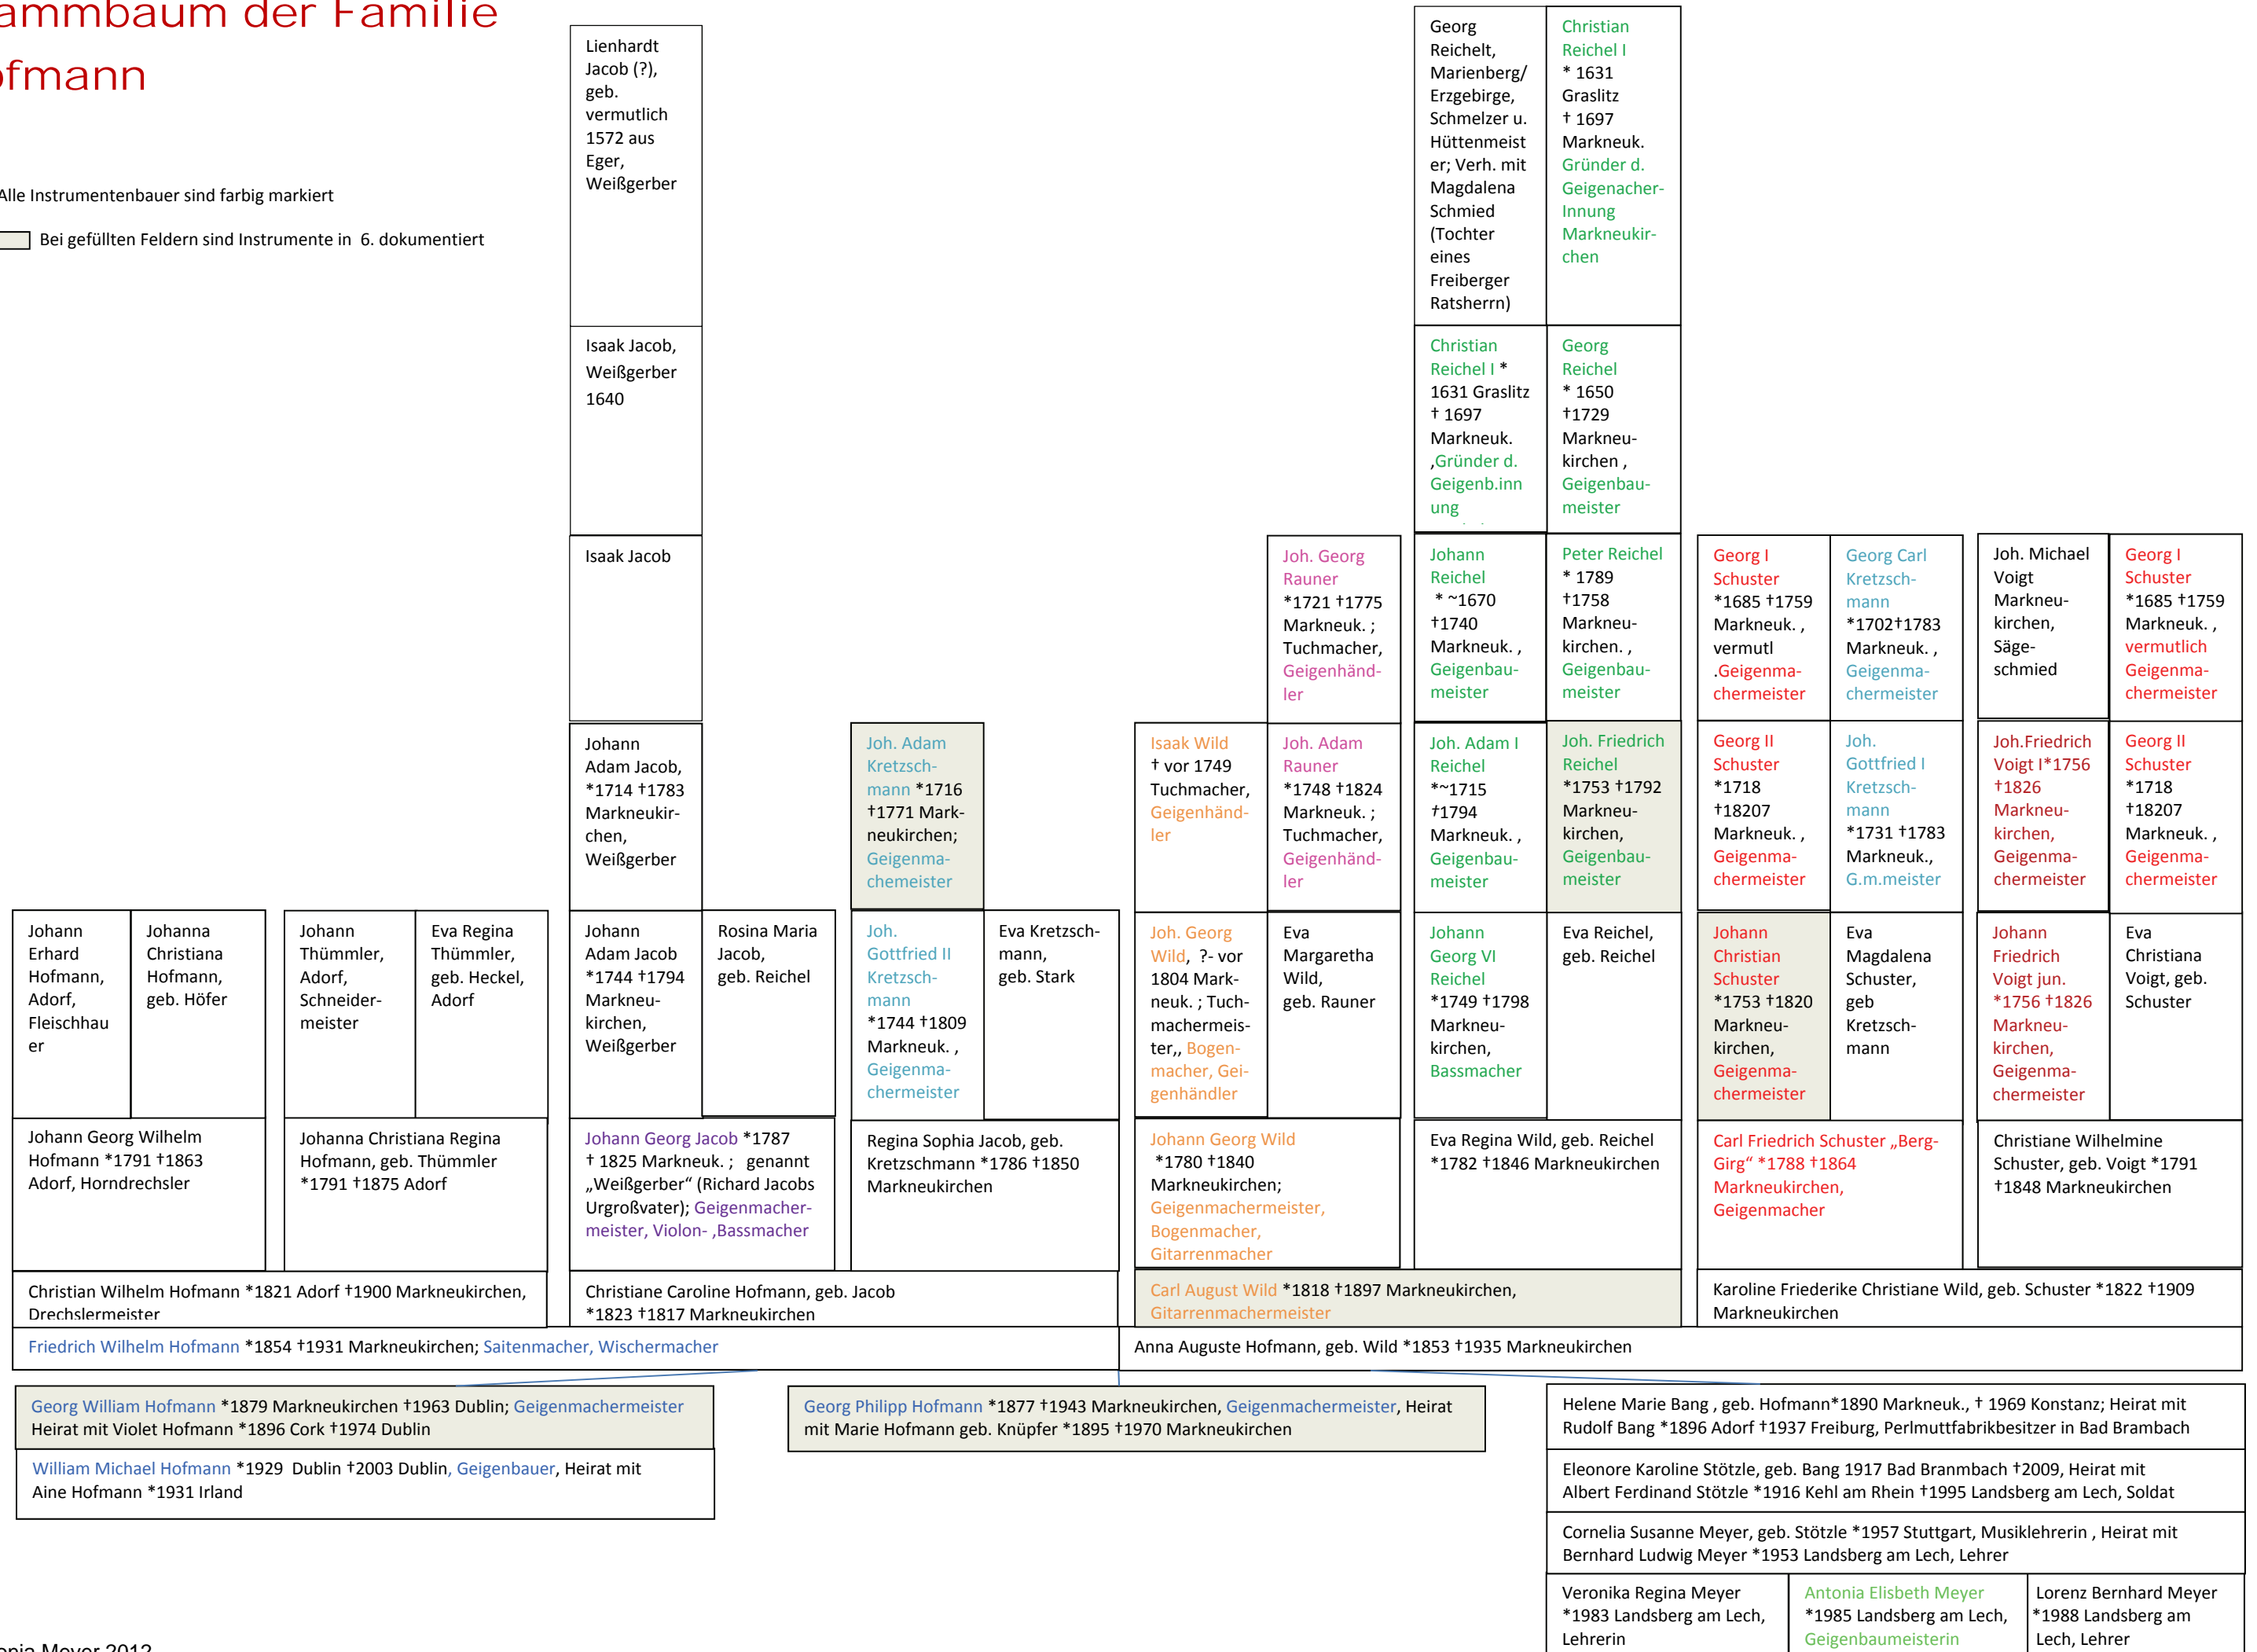 ammbaum der Familie
ofmann
Alle Instrumentenbauer sind farbig markiert
Bei gefüllten Feldern sind Instrumente in 6. dokumentiert
Lienhardt
Jacob (?),
geb.
vermutlich
1572 aus
Eger,
Weißgerber
Georg
Reichelt,
Marienberg/
Erzgebirge,
Schmelzer u.
Hüttenmeist
er; Verh. mit
Magdalena
Schmied
(Tochter
eines
Freiberger
Ratsherrn)
Christian
Reichel I
* 1631
Graslitz
† 1697
Markneuk.
Gründer d.
Geigenacher-
Innung
Markneukir-
chen
Isaak Jacob,
Weißgerber
1640
Christian
Reichel I *
1631 Graslitz
† 1697
Markneuk.
,Gründer d.
Geigenb.inn
ung
Georg
Reichel
* 1650
†1729
Markneu-
kirchen ,
Geigenbau-
meister
Isaak Jacob
Joh. Georg
Rauner
*1721 †1775
Markneuk. ;
Tuchmacher,
Geigenhänd-
ler
Johann
Reichel
* ~1670
†1740
Markneuk. ,
Geigenbau-
meister
Peter Reichel
* 1789
†1758
Markneu-
kirchen. ,
Geigenbau-
meister
Georg I
Schuster
*1685 †1759
Markneuk. ,
vermutl
.Geigenma-
chermeister
Georg Carl
Kretzsch-
mann
*1702†1783
Markneuk. ,
Geigenma-
chermeister
Joh. Michael
Voigt
Markneu-
kirchen,
Säge-
schmied
Georg I
Schuster
*1685 †1759
Markneuk. ,
vermutlich
Geigenma-
chermeister
Johann
Adam Jacob,
*1714 †1783
Markneukir-
chen,
Weißgerber
Joh. Adam
Kretzsch-
mann *1716
†1771 Mark-
neukirchen;
Geigenma-
chemeister
Isaak Wild
† vor 1749
Tuchmacher,
Geigenhänd-
ler
Joh. Adam
Rauner
*1748 †1824
Markneuk. ;
Tuchmacher,
Geigenhänd-
ler
Joh. Adam I
Reichel
*~1715
†1794
Markneuk. ,
Geigenbau-
meister
Joh. Friedrich
Reichel
*1753 †1792
Markneu-
kirchen,
Geigenbau-
meister
Georg II
Schuster
*1718
†18207
Markneuk. ,
Geigenma-
chermeister
Joh.
Gottfried I
Kretzsch-
mann
*1731 †1783
Markneuk.,
G.m.meister
Joh.Friedrich
Voigt I*1756
†1826
Markneu-
kirchen,
Geigenma-
chermeister
Georg II
Schuster
*1718
†18207
Markneuk. ,
Geigenma-
chermeister
Johann
Erhard
Hofmann,
Adorf,
Fleischhau
er
Johanna
Christiana
Hofmann,
geb. Höfer
Johann
Thümmler,
Adorf,
Schneider-
meister
Eva Regina
Thümmler,
geb. Heckel,
Adorf
Johann
Adam Jacob
*1744 †1794
Markneu-
kirchen,
Weißgerber
Rosina Maria
Jacob,
geb. Reichel
Joh.
Gottfried II
Kretzsch-
mann
*1744 †1809
Markneuk. ,
Geigenma-
chermeister
Eva Kretzsch-
mann,
geb. Stark
Joh. Georg
Wild, ?- vor
1804 Mark-
neuk. ; Tuch-
machermeis-
ter,, Bogen-
macher, Gei-
genhändler
Eva
Margaretha
Wild,
geb. Rauner
Johann
Georg VI
Reichel
*1749 †1798
Markneu-
kirchen,
Bassmacher
Eva Reichel,
geb. Reichel
Johann
Christian
Schuster
*1753 †1820
Markneu-
kirchen,
Geigenma-
chermeister
Eva
Magdalena
Schuster,
geb
Kretzsch-
mann
Johann
Friedrich
Voigt jun.
*1756 †1826
Markneu-
kirchen,
Geigenma-
chermeister
Eva
Christiana
Voigt, geb.
Schuster
Johann Georg Wilhelm
Hofmann *1791 †1863
Adorf, Horndrechsler
Johanna Christiana Regina
Hofmann, geb. Thümmler
*1791 †1875 Adorf
Johann Georg Jacob *1787
† 1825 Markneuk. ; genannt
„Weißgerber“ (Richard Jacobs
Urgroßvater); Geigenmacher-
meister, Violon- ,Bassmacher
Regina Sophia Jacob, geb.
Kretzschmann *1786 †1850
Markneukirchen
Johann Georg Wild
*1780 †1840
Markneukirchen;
Geigenmachermeister,
Bogenmacher,
Gitarrenmacher
Eva Regina Wild, geb. Reichel
*1782 †1846 Markneukirchen
Carl Friedrich Schuster „Berg-
Girg“ *1788 †1864
Markneukirchen,
Geigenmacher
Christiane Wilhelmine
Schuster, geb. Voigt *1791
†1848 Markneukirchen
Christian Wilhelm Hofmann *1821 Adorf †1900 Markneukirchen,
Drechslermeister
Christiane Caroline Hofmann, geb. Jacob
*1823 †1817 Markneukirchen
Carl August Wild *1818 †1897 Markneukirchen,
Gitarrenmachermeister
Karoline Friederike Christiane Wild, geb. Schuster *1822 †1909
Markneukirchen
Friedrich Wilhelm Hofmann *1854 †1931 Markneukirchen; Saitenmacher, Wischermacher
Anna Auguste Hofmann, geb. Wild *1853 †1935 Markneukirchen
Georg William Hofmann *1879 Markneukirchen †1963 Dublin; Geigenmachermeister
Heirat mit Violet Hofmann *1896 Cork †1974 Dublin
Georg Philipp Hofmann *1877 †1943 Markneukirchen, Geigenmachermeister, Heirat
mit Marie Hofmann geb. Knüpfer *1895 †1970 Markneukirchen
Helene Marie Bang , geb. Hofmann*1890 Markneuk., † 1969 Konstanz; Heirat mit
Rudolf Bang *1896 Adorf †1937 Freiburg, Perlmuttfabrikbesitzer in Bad Brambach
William Michael Hofmann *1929 Dublin †2003 Dublin, Geigenbauer, Heirat mit
Aine Hofmann *1931 Irland
Eleonore Karoline Stötzle, geb. Bang 1917 Bad Branmbach †2009, Heirat mit
Albert Ferdinand Stötzle *1916 Kehl am Rhein †1995 Landsberg am Lech, Soldat
Cornelia Susanne Meyer, geb. Stötzle *1957 Stuttgart, Musiklehrerin , Heirat mit
Bernhard Ludwig Meyer *1953 Landsberg am Lech, Lehrer
Veronika Regina Meyer
*1983 Landsberg am Lech,
Lehrerin
Antonia Elisbeth Meyer
*1985 Landsberg am Lech,
Geigenbaumeisterin
Lorenz Bernhard Meyer
*1988 Landsberg am
Lech, Lehrer
onia Meyer 2012